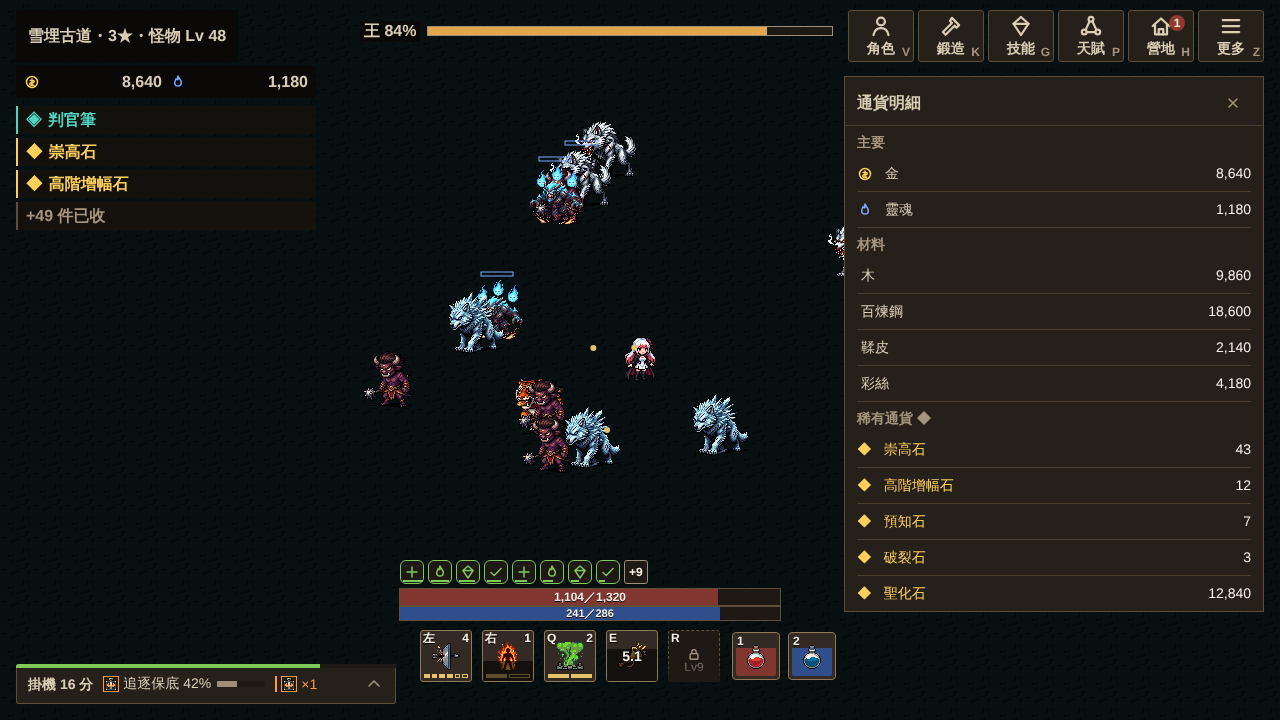 雪埋古道・3★・怪物 Lv 48
8,640 1,180
判官筆
崇高石
高階增幅石
+49 件已收
王 84%
角色 V
鍛造 K
技能 G
天賦 P
營地 H 1
更多 Z
通貨明細 ×
主要
金 8,640
靈魂 1,180
材料
木 9,860
百煉鋼 18,600
鞣皮 2,140
彩絲 4,180
稀有通貨 ◆
崇高石 43
高階增幅石 12
預知石 7
破裂石 3
聖化石 12,840
+9
1,104／1,320
241／286
左 4
右 1
Q 2
E 5.1
R Lv9
1
2
掛機 16 分 追逐保底 42% ×1